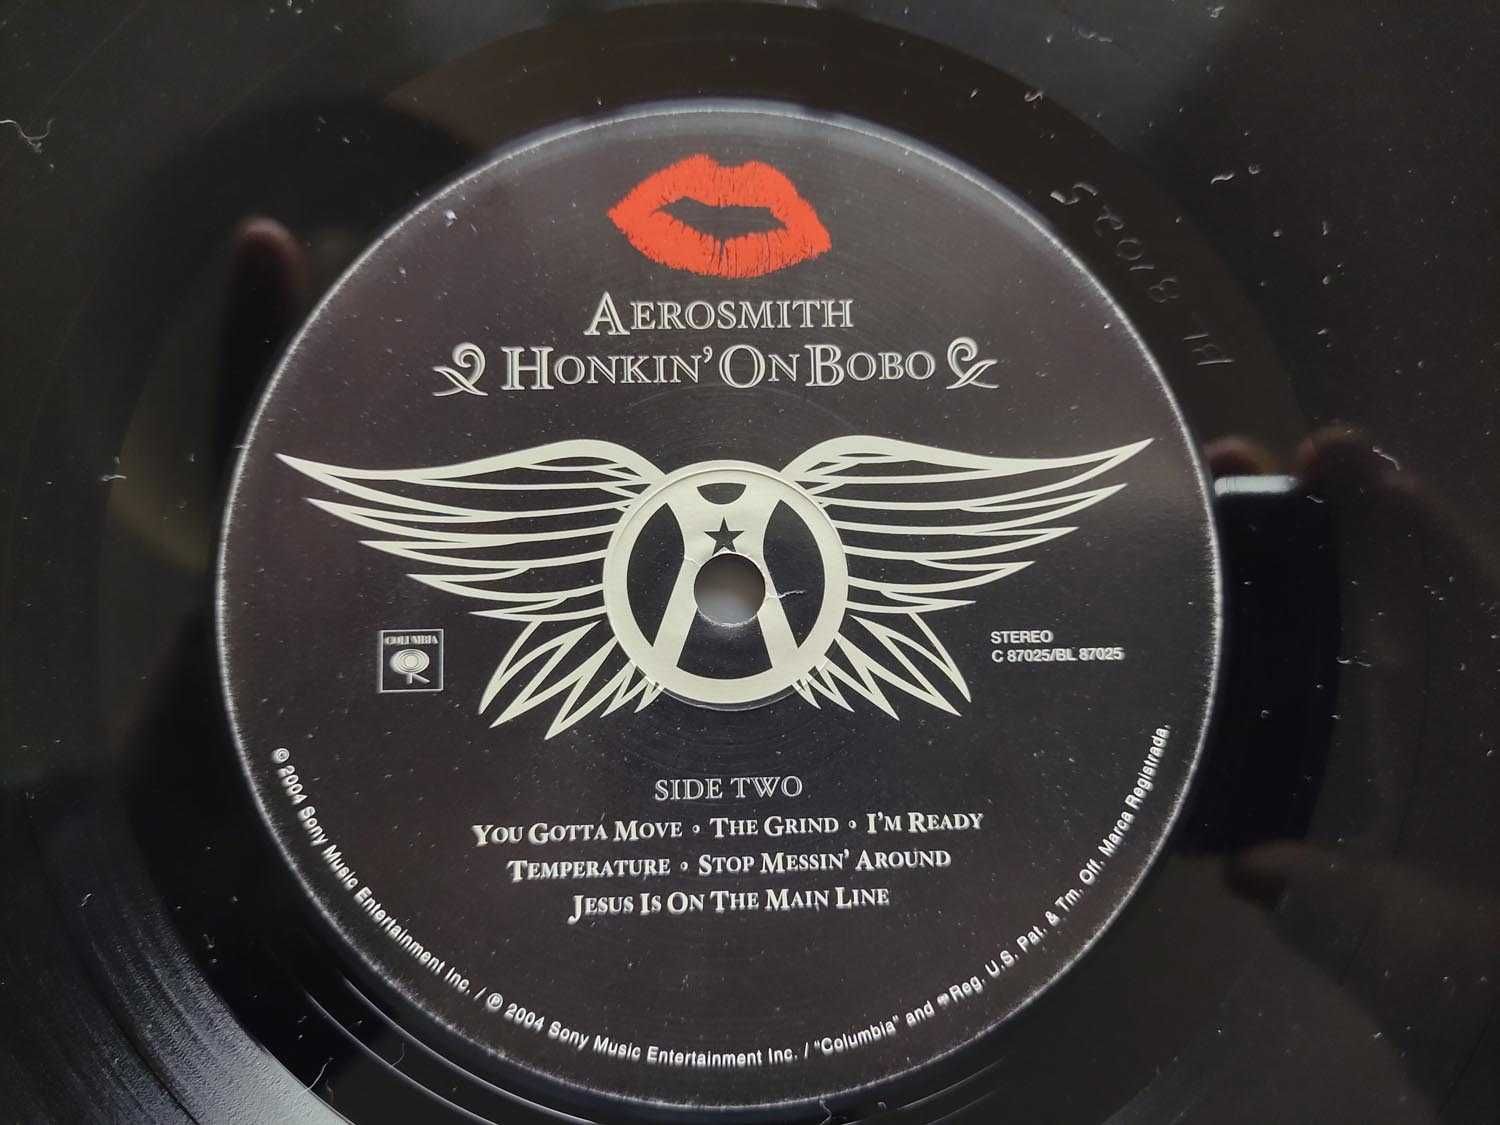 AEROSMITH
HONKIN' ON BOBO
COLUMBIA
STEREO
C 87025/BL 87025
SIDE TWO
YOU GOTTA MOVE ◦ THE GRIND ◦ I'M READY
TEMPERATURE ◦ STOP MESSIN' AROUND
JESUS IS ON THE MAIN LINE
© 2004 Sony Music Entertainment Inc. / ℗ 2004 Sony Music Entertainment Inc. / "Columbia" and Reg. U.S. Pat. & Tm. Off. Marca Registrada.